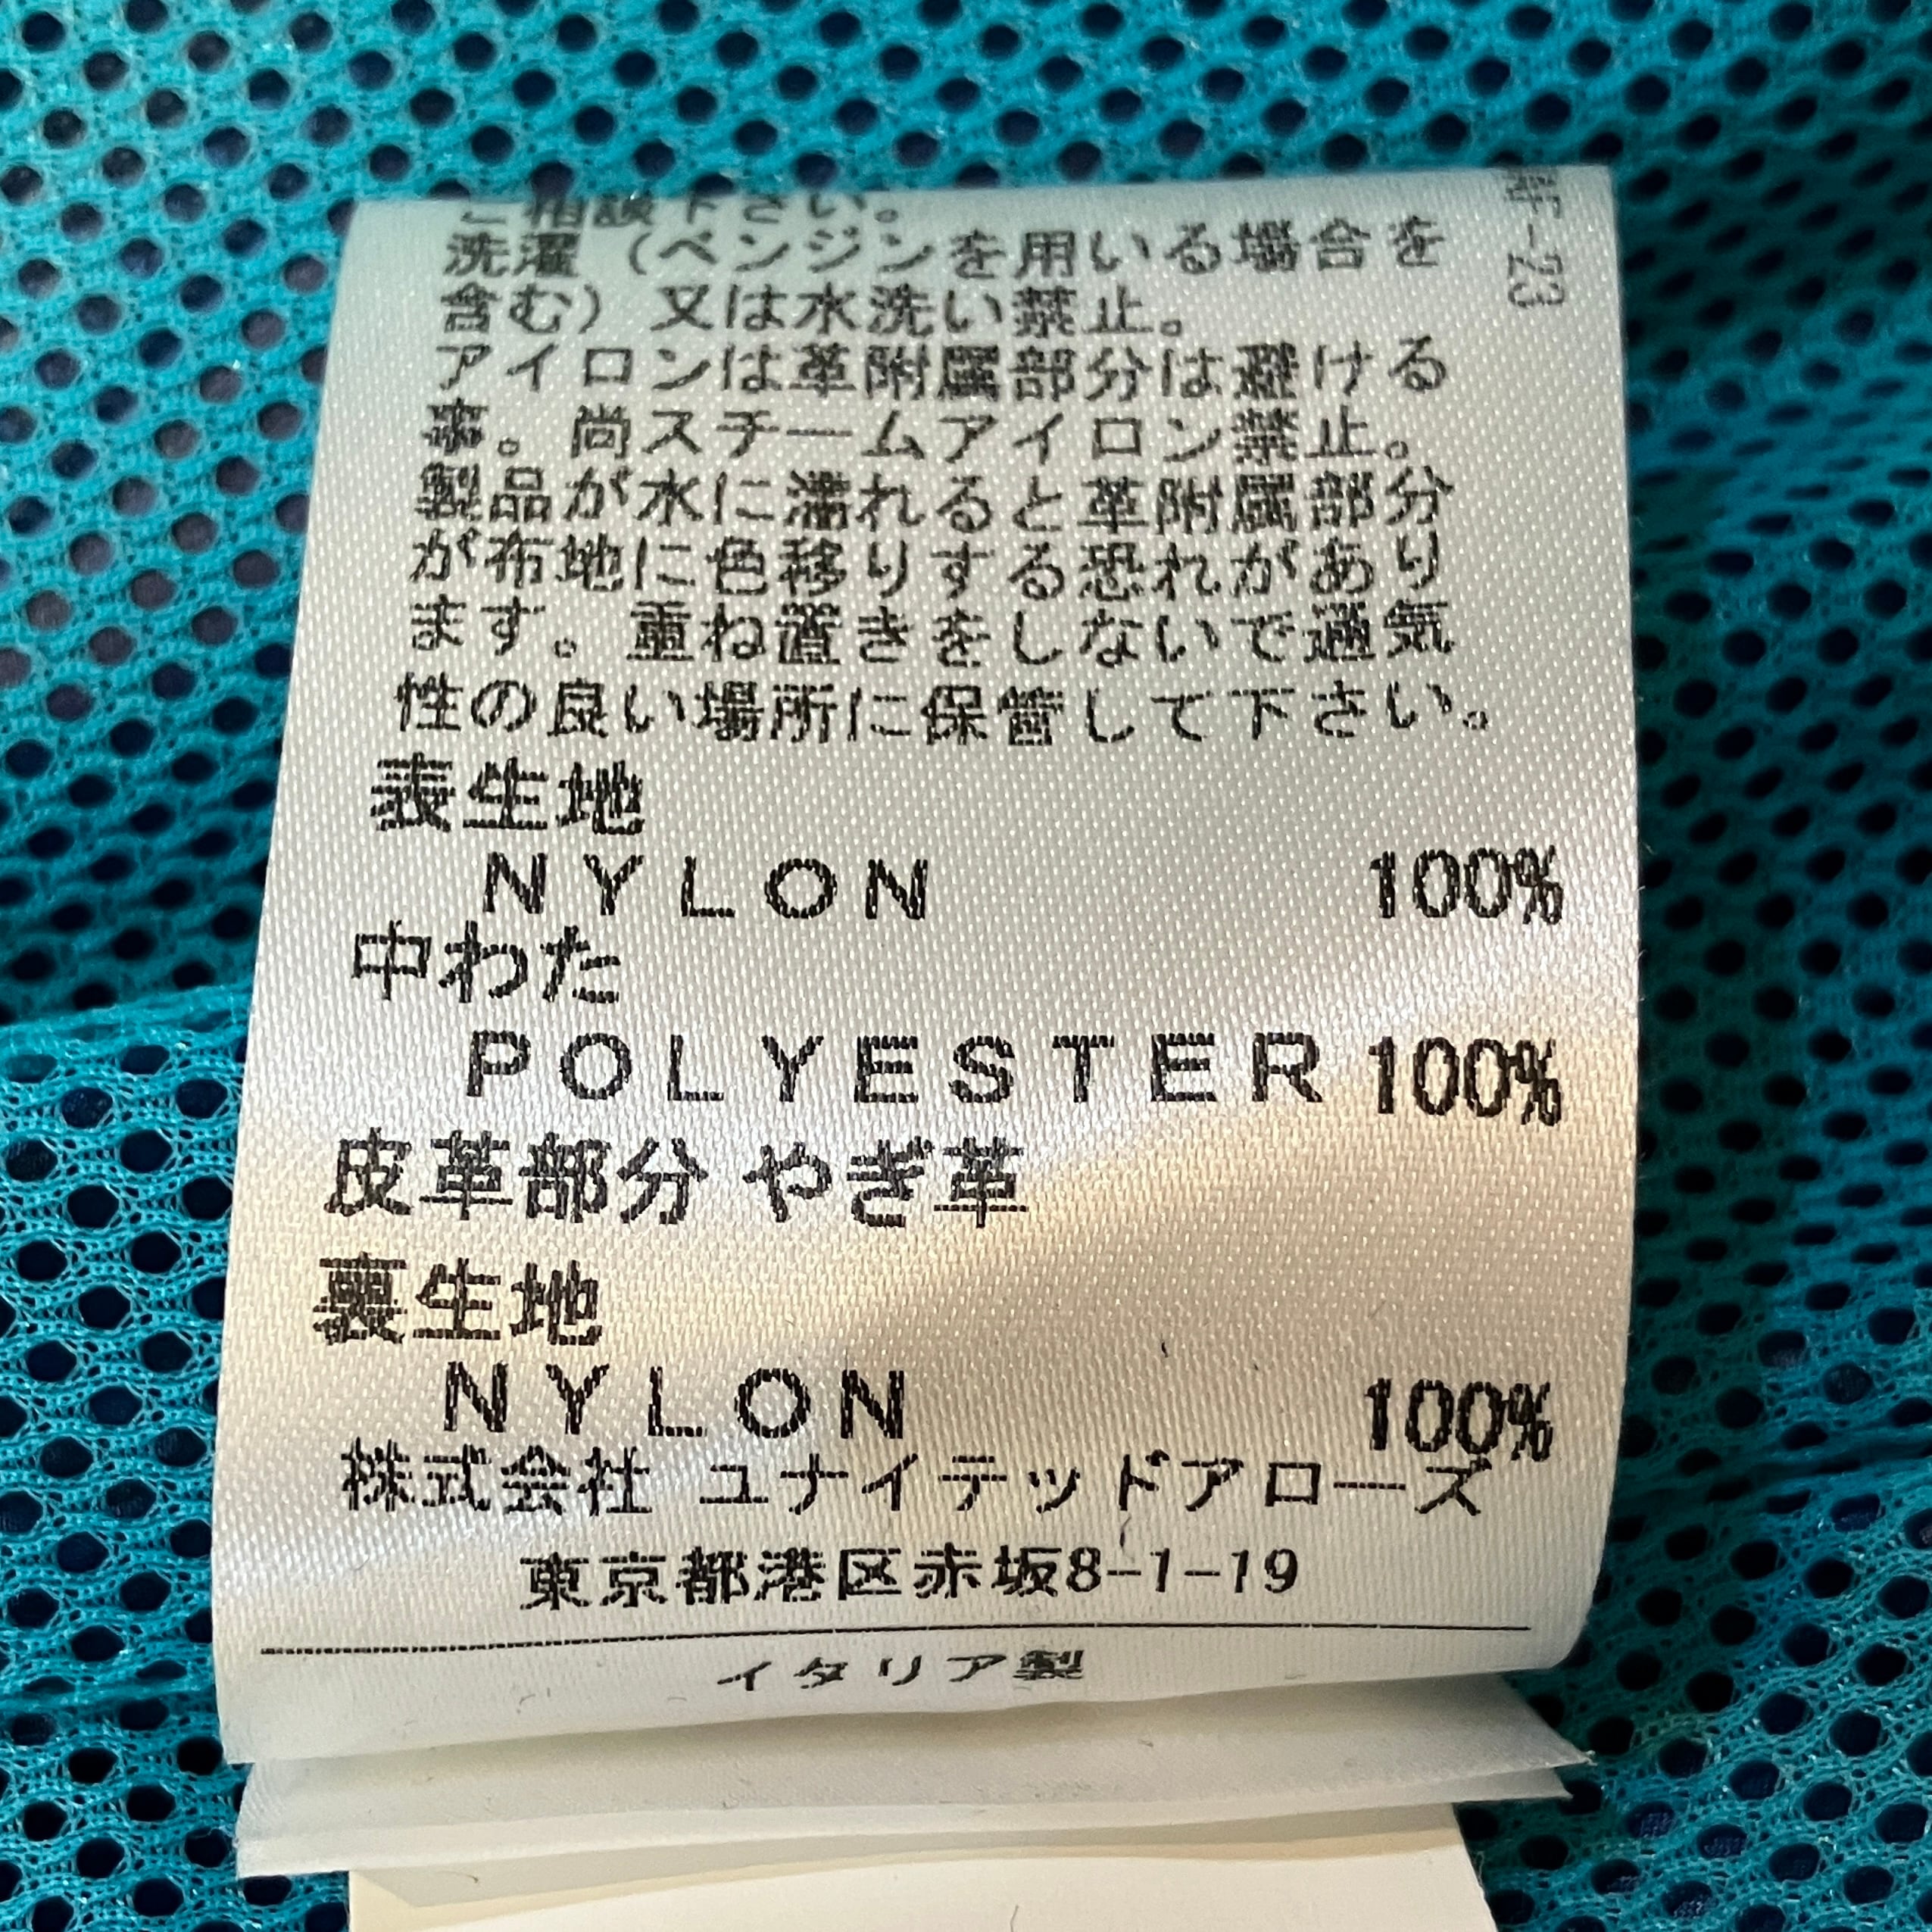 ご相談下さい。
洗濯（ベンジンを用いる場合を
含む）又は水洗い禁止。
アイロンは革附属部分は避ける
事。尚スチームアイロン禁止。
製品が水に濡れると革附属部分
が布地に色移りする恐れがあり
ます。重ね置きをしないで通気
性の良い場所に保管して下さい。
表生地
NYLON 100%
中わた
POLYESTER 100%
皮革部分 やぎ革
裏生地
NYLON 100%
株式会社 ユナイテッドアローズ
東京都港区赤坂8-1-19
イタリア製